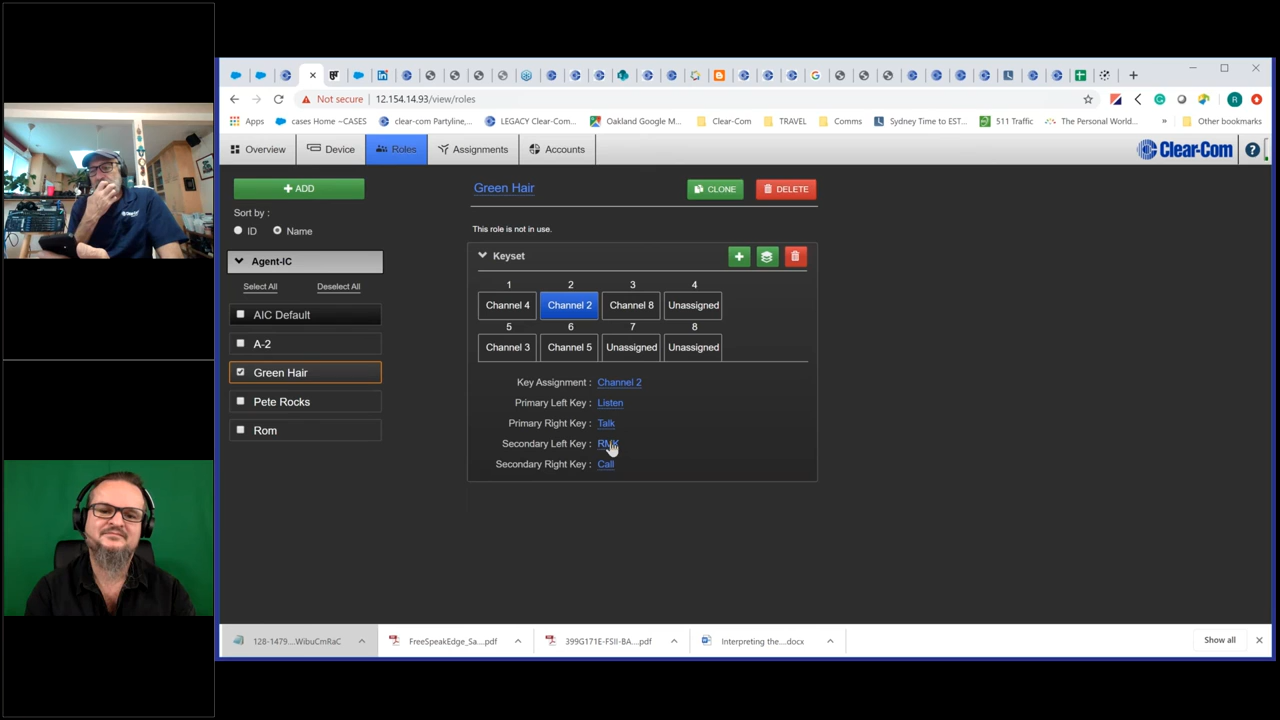 Not secure | 12.154.14.93/view/roles
Apps cases Home ~CASES clear-com Partyline,... LEGACY Clear-Com... Oakland Google M... Clear-Com TRAVEL Comms Sydney Time to EST... 511 Traffic The Personal World... » Other bookmarks
Overview Device Roles Assignments Accounts Clear-Com ?
+ ADD
Sort by :
ID Name
Agent-IC
Select All Deselect All
AIC Default
A-2
Green Hair
Pete Rocks
Rom
Green Hair CLONE DELETE
This role is not in use.
Keyset
1 2 3 4
Channel 4 Channel 2 Channel 8 Unassigned
5 6 7 8
Channel 3 Channel 5 Unassigned Unassigned
Key Assignment : Channel 2
Primary Left Key : Listen
Primary Right Key : Talk
Secondary Left Key :
Secondary Right Key : Call
128-1479....WibuCmRaC FreeSpeakEdge_Sa....pdf 399G171E-FSII-BA....pdf Interpreting the....docx Show all